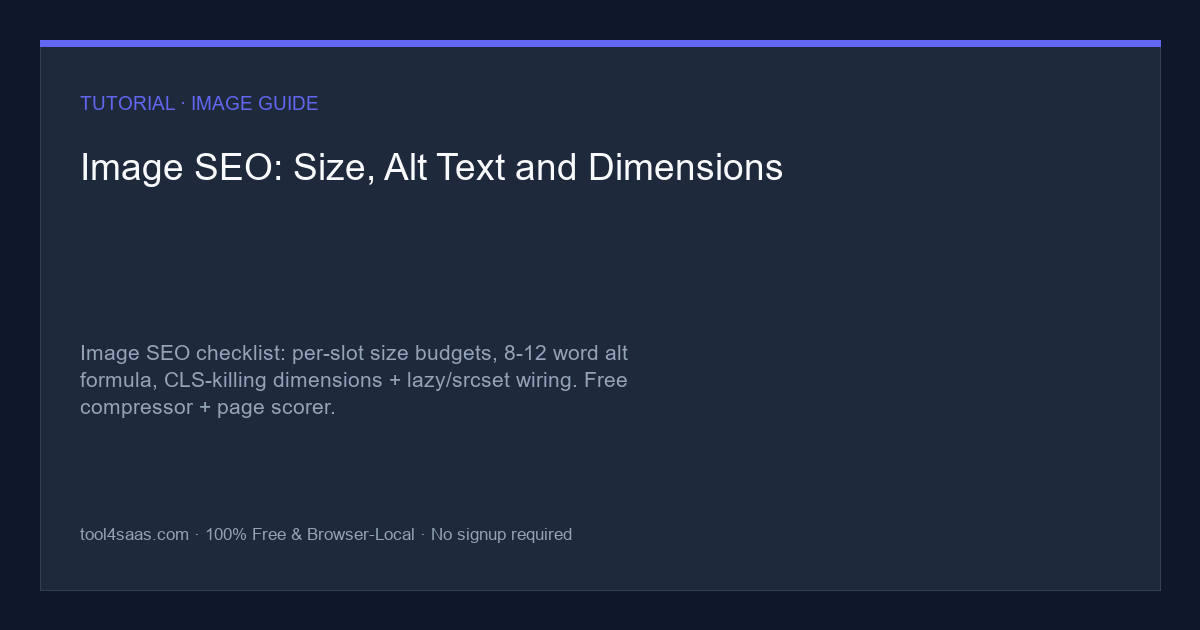 TUTORIAL · IMAGE GUIDE
Image SEO: Size, Alt Text and Dimensions
Image SEO checklist: per-slot size budgets, 8-12 word alt
formula, CLS-killing dimensions + lazy/srcset wiring. Free
compressor + page scorer.
tool4saas.com · 100% Free & Browser-Local · No signup required